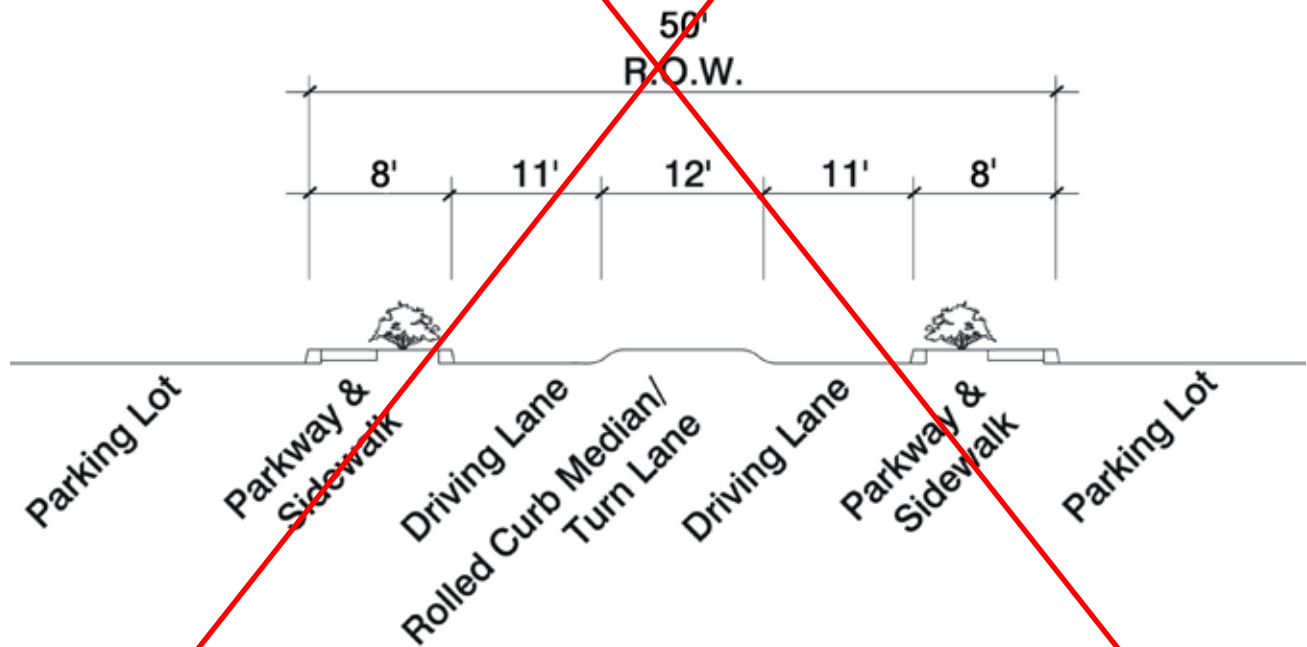 50'
R.O.W.
8'
11'
12'
11'
8'
Parking Lot
Parkway &
Sidewalk
Driving Lane
Rolled Curb Median/
Turn Lane
Driving Lane
Parkway &
Sidewalk
Parking Lot